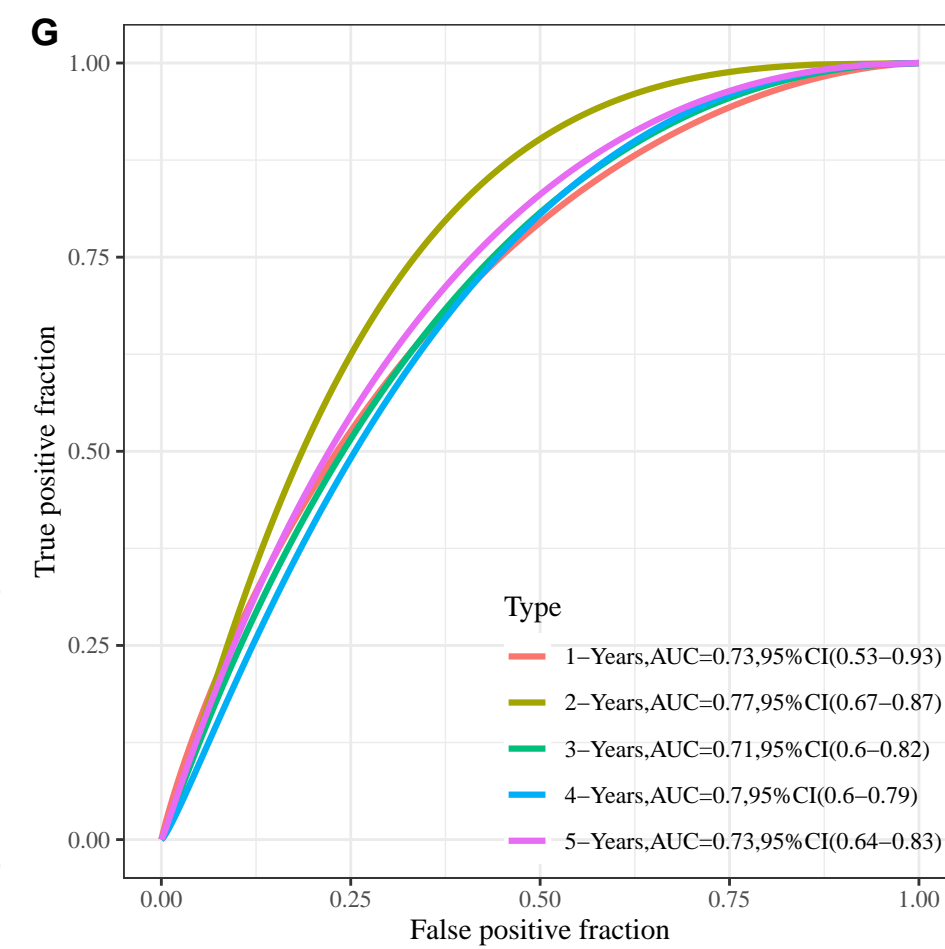 G
1.00
0.75
0.50
0.25
0.00
True positive fraction
Type
1−Years,AUC=0.73,95%CI(0.53−0.93)
2−Years,AUC=0.77,95%CI(0.67−0.87)
3−Years,AUC=0.71,95%CI(0.6−0.82)
4−Years,AUC=0.7,95%CI(0.6−0.79)
5−Years,AUC=0.73,95%CI(0.64−0.83)
0.00 0.25 0.50 0.75 1.00
False positive fraction